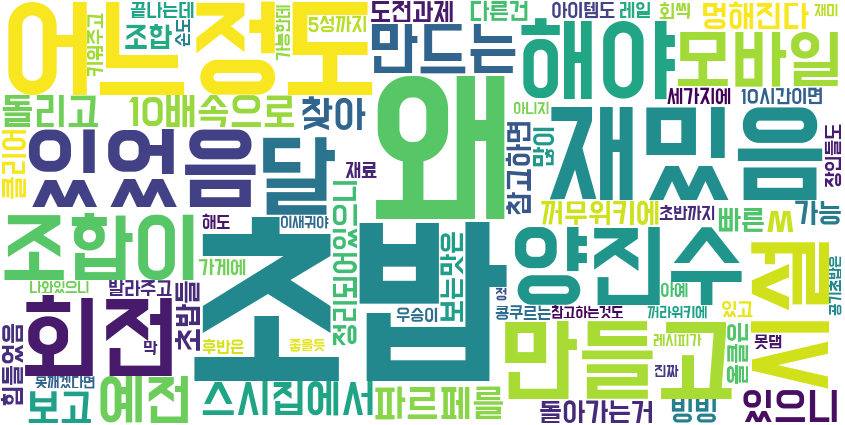 끝나는데
손도
어느정도
가능한데
5성까지
도전과제
다른건
아이템도
레일
회씩
멍해진다
재미
키워주고
조합
만드는
해야
모바일
돌리고
10배속으로
찾아
왜
아니지
세가지에
10시간이면
클리어
있었음
달
재료
참고하면
많이
재밌음
장인들도
꺼무위키에
초반까지
빠른
ㅆ
가능
조합이
해도
이새귀야
정리되어있으니
초밥
보는맛은
양진수
설
가게에
나와있으니
발라주고
초밥들
우승이
정
콩쿠르는
참고하는것도
아예
꺼라위키에
있고
공기초밥은
회전
막
후반은
좋을듯
만들고
레시피가
진짜
올클은
못댐
시
힘들었음
못깨겠다면
보고
예전
스시집에서
파르페를
돌아가는거
빙빙
있으니